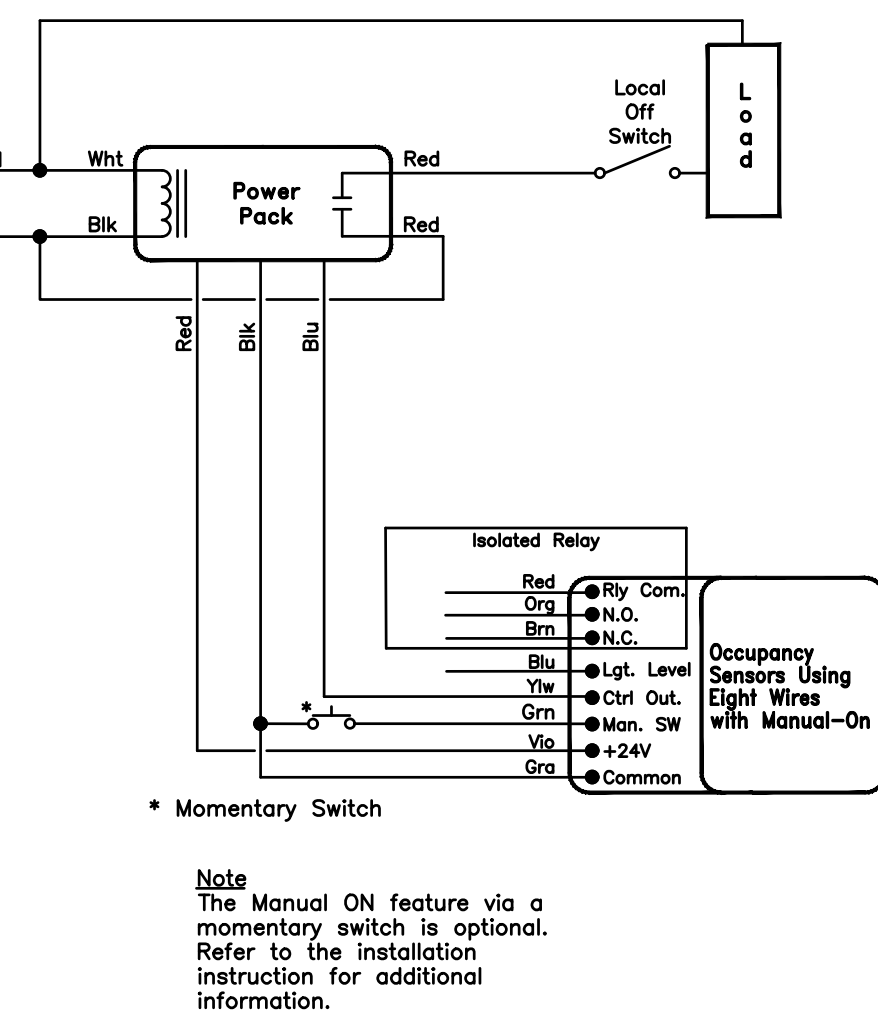 Local
Off
Switch
L
o
a
d
Wht
Red
Power
Pack
Blk
Red
Red
Blk
Blu
Isolated Relay
Red
Rly Com.
Org
N.O.
Brn
N.C.
Blu
Lgt. Level
Ylw
Ctrl Out.
* Grn
Man. SW
Vio
+24V
Gra
Common
Occupancy
Sensors Using
Eight Wires
with Manual-On
* Momentary Switch
Note
The Manual ON feature via a
momentary switch is optional.
Refer to the installation
instruction for additional
information.